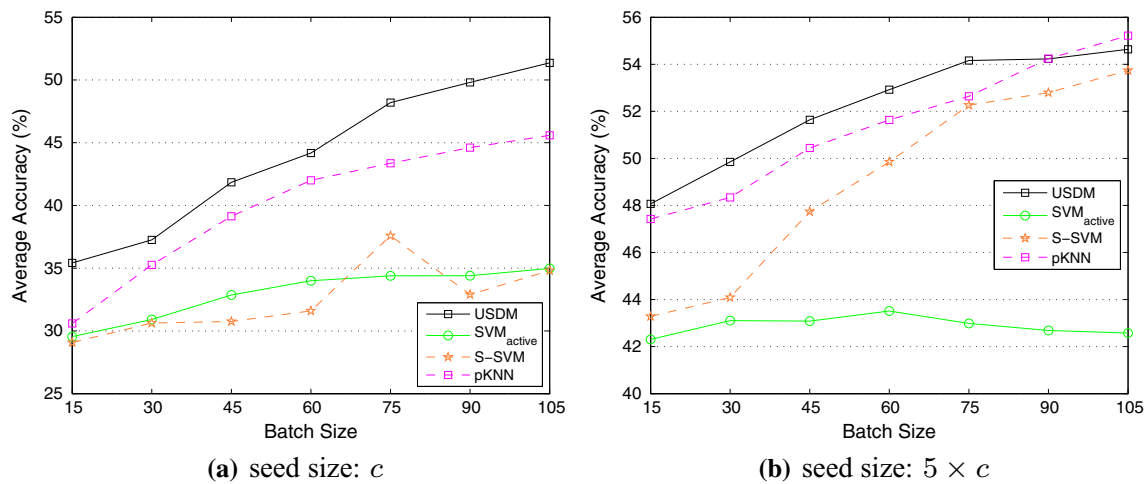 55
50
45
40
35
30
25
15 30 45 60 75 90 105
Average Accuracy (%)
Batch Size
USDM
SVM_active
S-SVM
pKNN
(a) seed size: c
56
54
52
50
48
46
44
42
40
15 30 45 60 75 90 105
Average Accuracy (%)
Batch Size
USDM
SVM_active
S-SVM
pKNN
(b) seed size: 5 × c